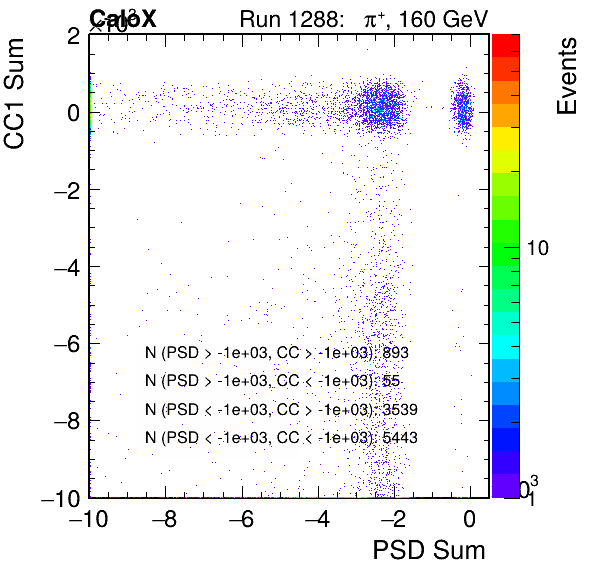 CaloX Run 1288: π⁺, 160 GeV
×10³
CC1 Sum
Events
2
0
−2
−4
−6
−8
−10
10
1
N (PSD > -1e+03, CC > -1e+03): 893
N (PSD > -1e+03, CC < -1e+03): 55
N (PSD < -1e+03, CC > -1e+03): 3539
N (PSD < -1e+03, CC < -1e+03): 5443
−10 −8 −6 −4 −2 0
PSD Sum